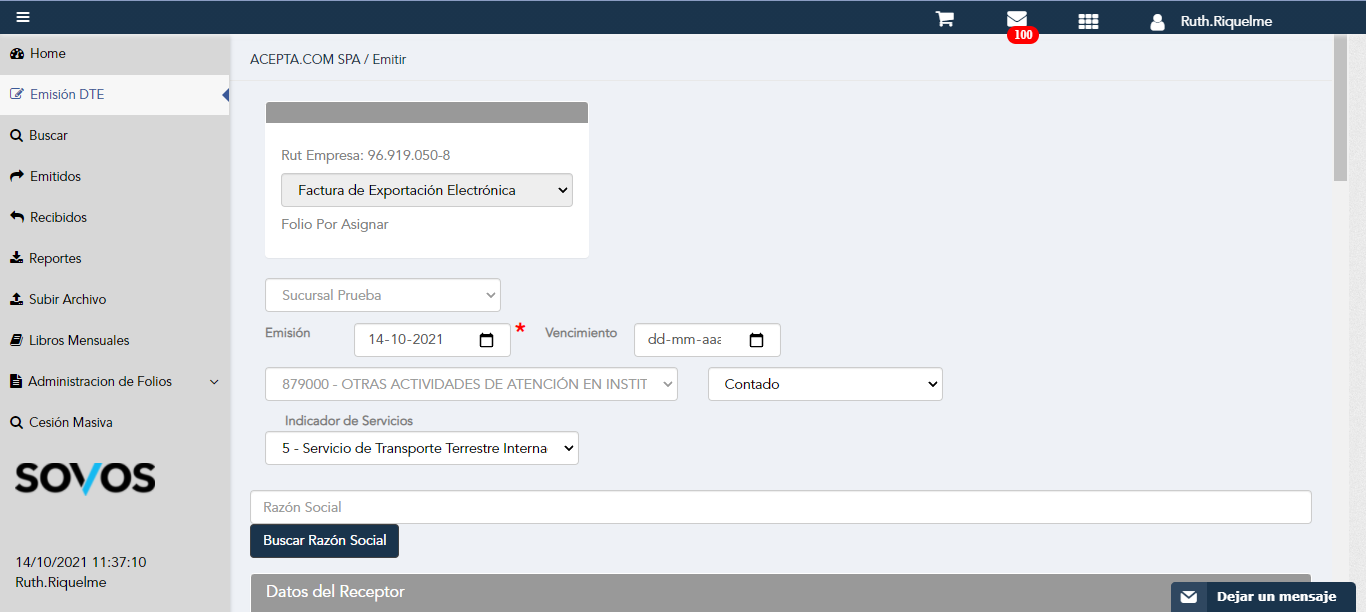 Ruth.Riquelme
100
Home
Emisión DTE
Buscar
Emitidos
Recibidos
Reportes
Subir Archivo
Libros Mensuales
Administracion de Folios
Cesión Masiva
SOVOS
14/10/2021 11:37:10
Ruth.Riquelme
ACEPTA.COM SPA / Emitir
Rut Empresa: 96.919.050-8
Factura de Exportación Electrónica
Folio Por Asignar
Sucursal Prueba
Emisión 14-10-2021 * Vencimiento dd-mm-aaa
879000 - OTRAS ACTIVIDADES DE ATENCIÓN EN INSTIT Contado
Indicador de Servicios
5 - Servicio de Transporte Terrestre Interna
Razón Social
Buscar Razón Social
Datos del Receptor
Dejar un mensaje